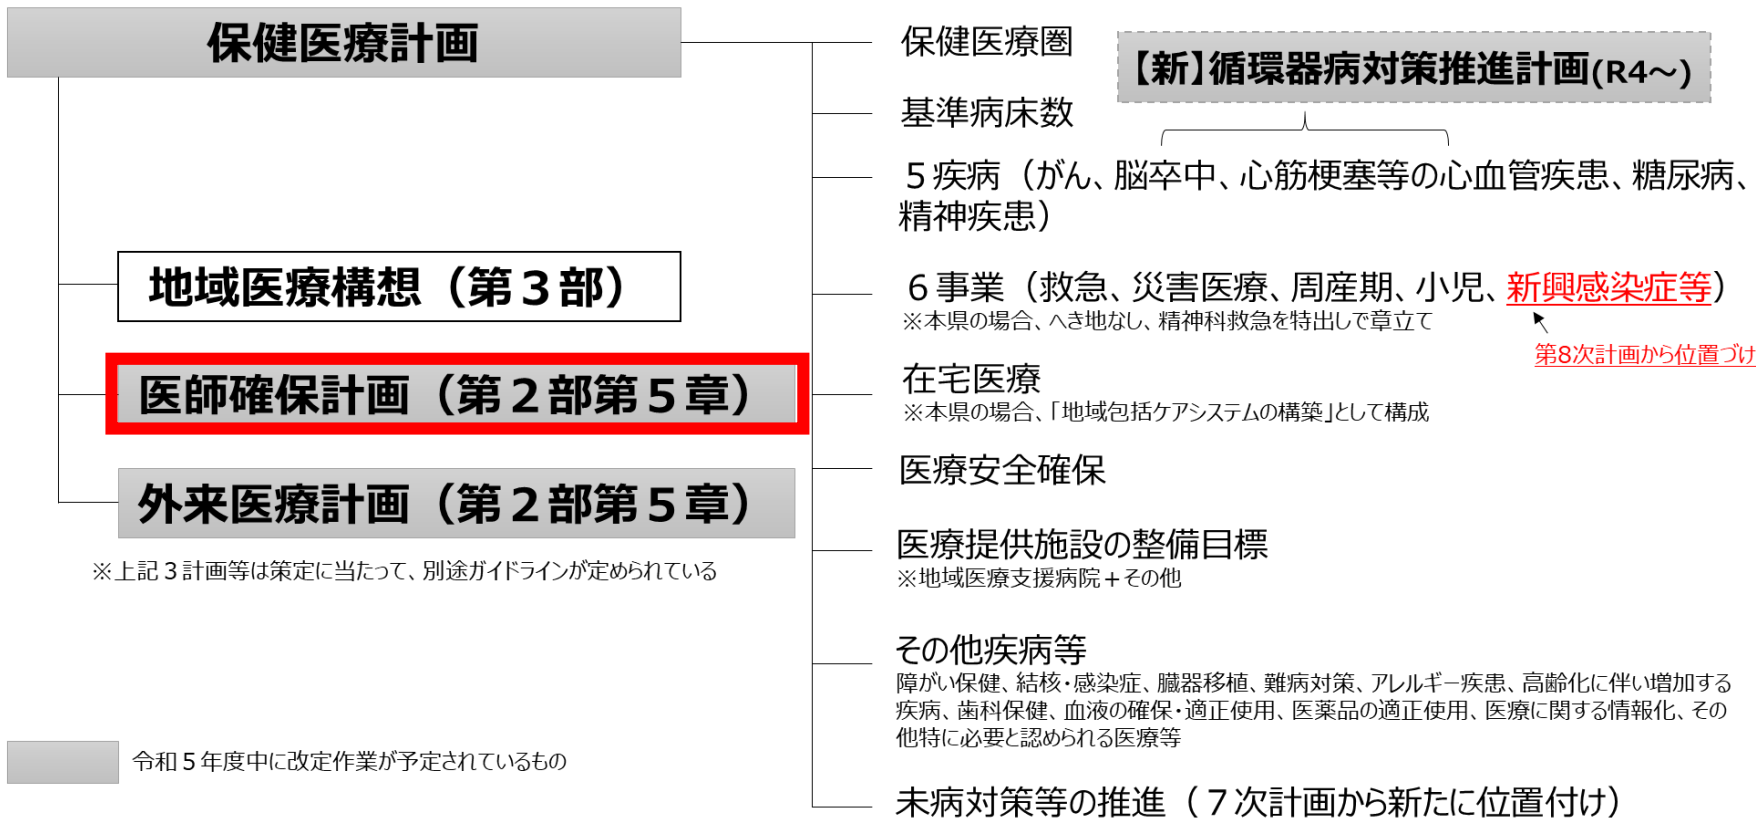 保健医療計画
地域医療構想（第３部）
医師確保計画（第２部第５章）
外来医療計画（第２部第５章）
※上記３計画等は策定に当たって、別途ガイドラインが定められている
令和５年度中に改定作業が予定されているもの
保健医療圏
【新】循環器病対策推進計画(R4～)
基準病床数
５疾病（がん、脳卒中、心筋梗塞等の心血管疾患、糖尿病、
精神疾患）
６事業（救急、災害医療、周産期、小児、新興感染症等）
※本県の場合、へき地なし、精神科救急を特出しで章立て
第8次計画から位置づけ
在宅医療
※本県の場合、「地域包括ケアシステムの構築」として構成
医療安全確保
医療提供施設の整備目標
※地域医療支援病院＋その他
その他疾病等
障がい保健、結核・感染症、臓器移植、難病対策、アレルギー疾患、高齢化に伴い増加する
疾病、歯科保健、血液の確保・適正使用、医薬品の適正使用、医療に関する情報化、その
他特に必要と認められる医療等
未病対策等の推進（７次計画から新たに位置付け）